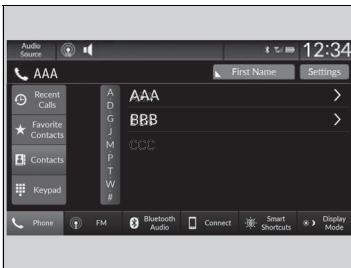 Audio
Source
12:34
AAA
First Name
Settings
Recent
Calls
Favorite
Contacts
Contacts
Keypad
A
D
G
J
M
P
T
W
#
AAA
BBB
CCC
Phone
FM
Bluetooth
Audio
Connect
Smart
Shortcuts
Display
Mode